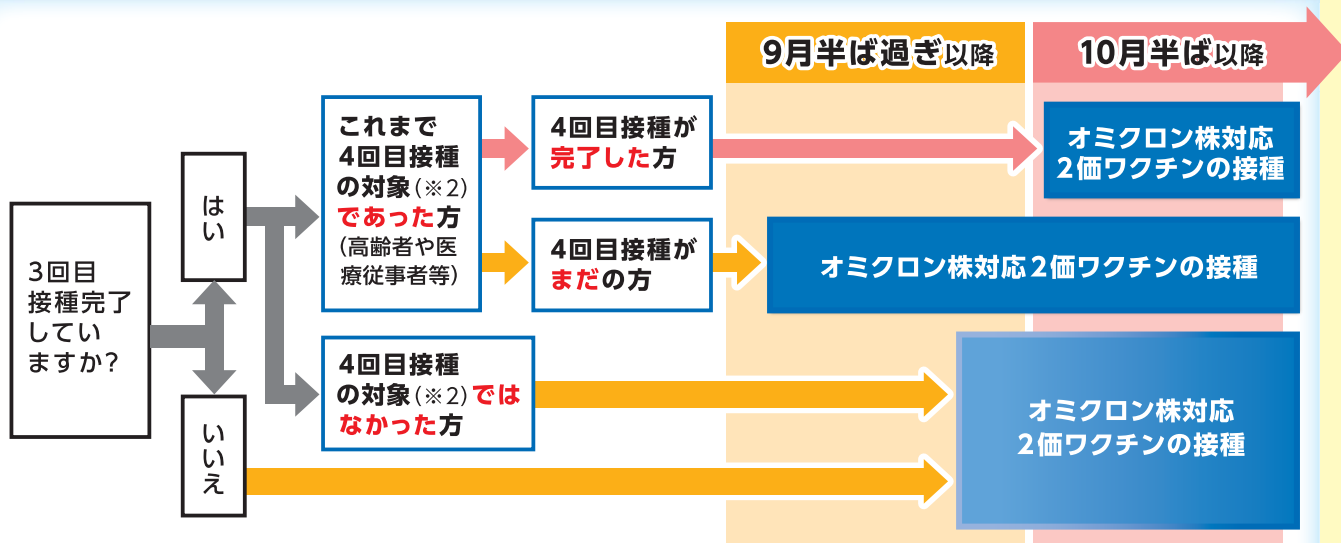 9月半ば過ぎ以降
10月半ば以降
3回目
接種完了
してい
ますか?
はい
いいえ
これまで
4回目接種
の対象(※2)
であった方
(高齢者や医
療従事者等)
4回目接種が
完了した方
オミクロン株対応
2価ワクチンの接種
4回目接種が
まだの方
オミクロン株対応2価ワクチンの接種
4回目接種
の対象(※2)では
なかった方
オミクロン株対応
2価ワクチンの接種